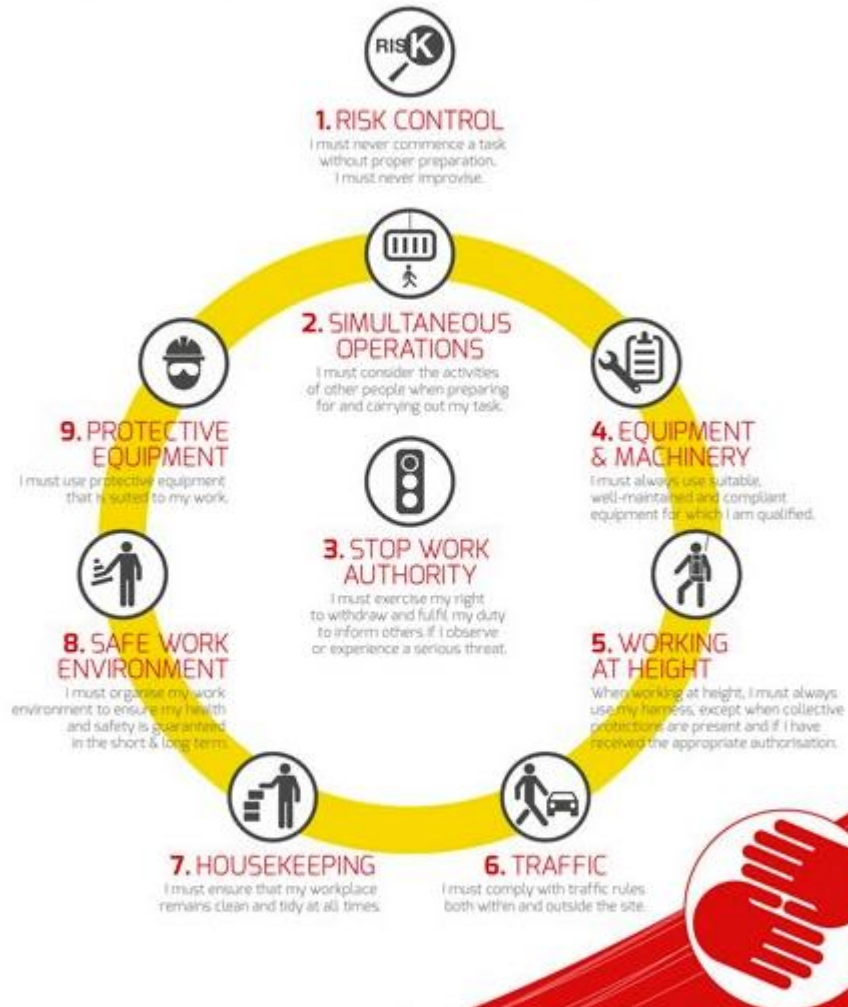 RISK
1. RISK CONTROL
I must never commence a task
without proper preparation.
I must never improvise.
2. SIMULTANEOUS
OPERATIONS
I must consider the activities
of other people when preparing
for and carrying out my task.
3. STOP WORK
AUTHORITY
I must exercise my right
to withdraw and fulfil my duty
to inform others if I observe
or experience a serious threat.
4. EQUIPMENT
& MACHINERY
I must always use suitable,
well-maintained and compliant
equipment for which I am qualified.
5. WORKING
AT HEIGHT
When working at height, I must always
use my harness, except when collective
protections are present and if I have
received the appropriate authorisation.
6. TRAFFIC
I must comply with traffic rules
both within and outside the site.
7. HOUSEKEEPING
I must ensure that my workplace
remains clean and tidy at all times.
8. SAFE WORK
ENVIRONMENT
I must organise my work
environment to ensure my health
and safety is guaranteed
in the short & long term.
9. PROTECTIVE
EQUIPMENT
I must use protective equipment
that is suited to my work.